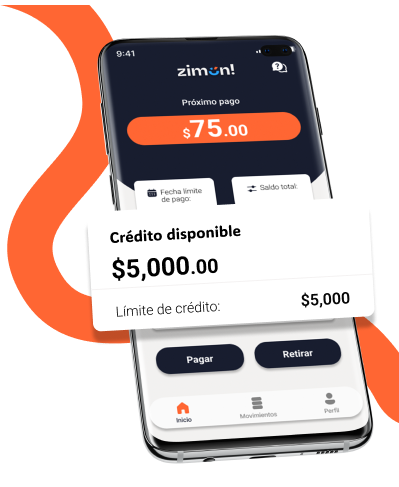 9:41
zimün!
Próximo pago
$75.00
Fecha límite
de pago:
Saldo total:
Crédito disponible
$5,000.00
Límite de crédito:
$5,000
Pagar
Retirar
Inicio
Movimientos
Perfil